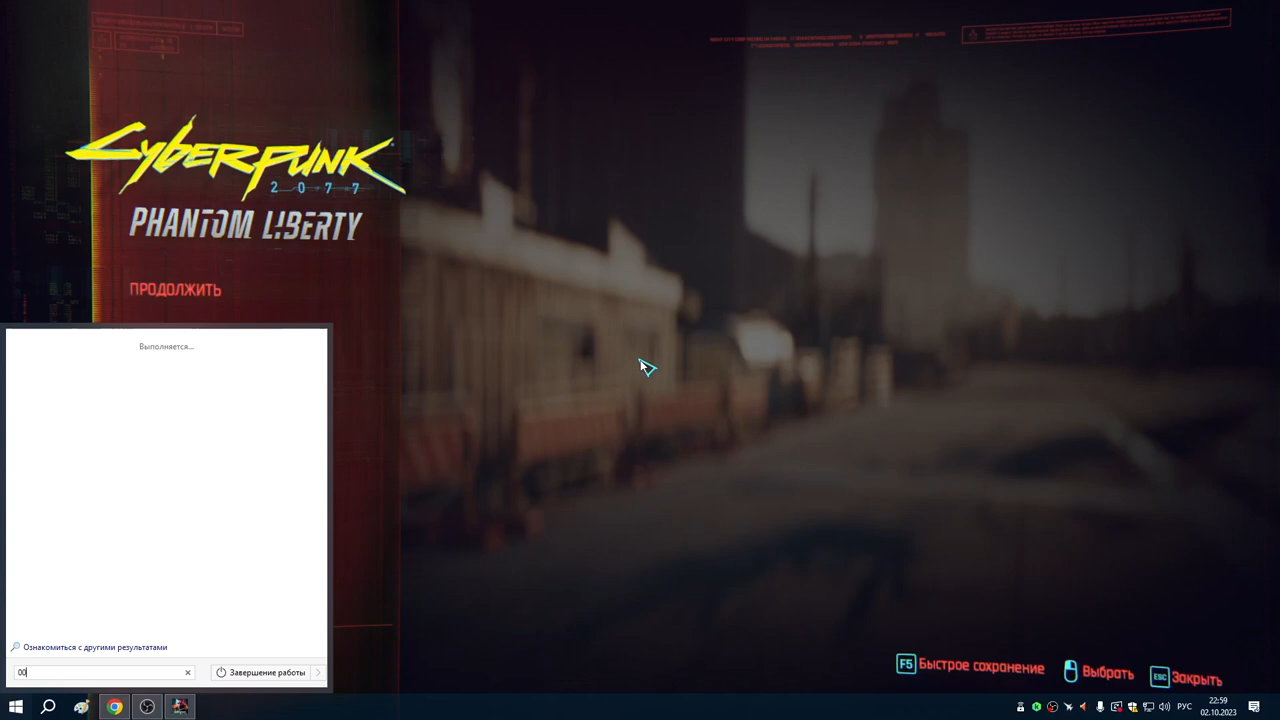 CYBERPUNK
2077
PHANTOM LIBERTY
ПРОДОЛЖИТЬ
Выполняется...
Ознакомиться с другими результатами
00
Завершение работы
F5 Быстрое сохранение
Выбрать
ESC Закрыть
РУС
22:59
02.10.2023